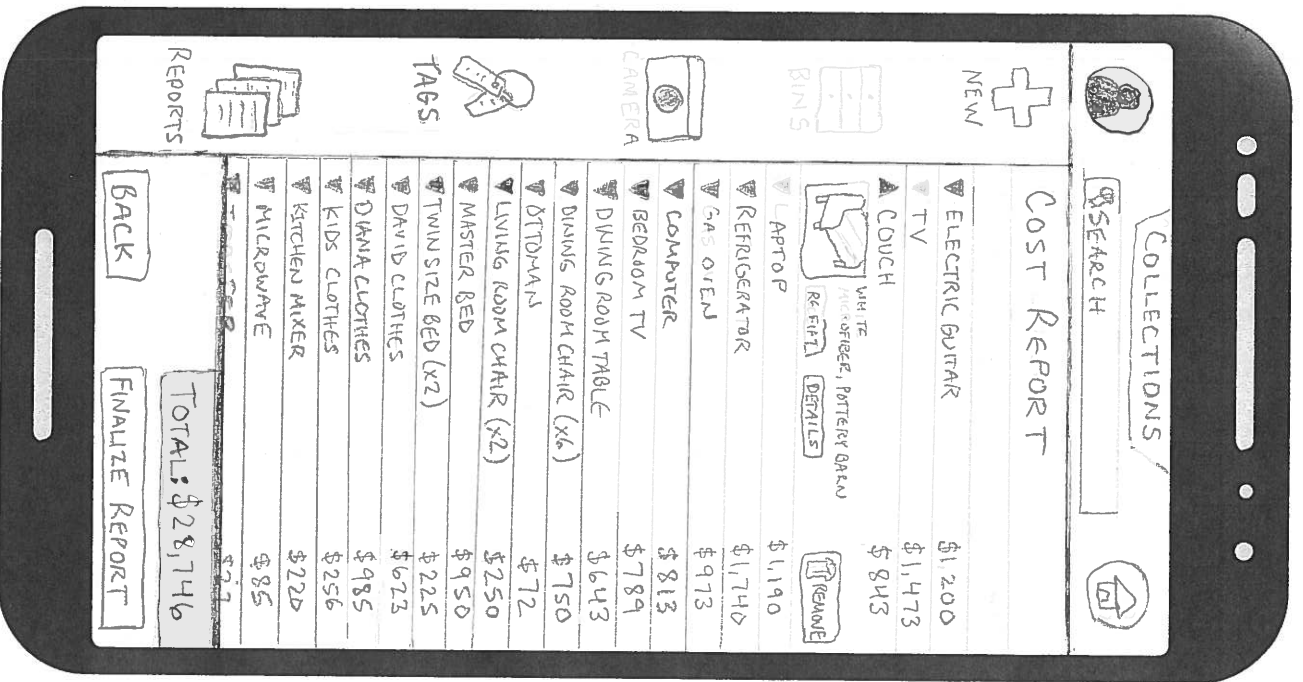 COLLECTIONS
SEARCH
NEW
BINS
CAMERA
TAGS
REPORTS
COST REPORT
ELECTRIC GUITAR $1,200
TV $1,473
COUCH $843
WHITE
MICROFIBER, POTTERY BARN
DETAILS REMOVE
LAPTOP $1,190
REFRIGERATOR $1,740
GAS OVEN $973
COMPUTER $813
BEDROOM TV $789
DINING ROOM TABLE $643
DINING ROOM CHAIR (x6) $750
OTTOMAN $72
LIVING ROOM CHAIR (x2) $250
MASTER BED $950
TWIN SIZE BED (x2) $225
DAVID CLOTHES $623
DIANA CLOTHES $985
KIDS CLOTHES $256
KITCHEN MIXER $220
MICROWAVE $85
TOTAL: $28,746
BACK FINALIZE REPORT